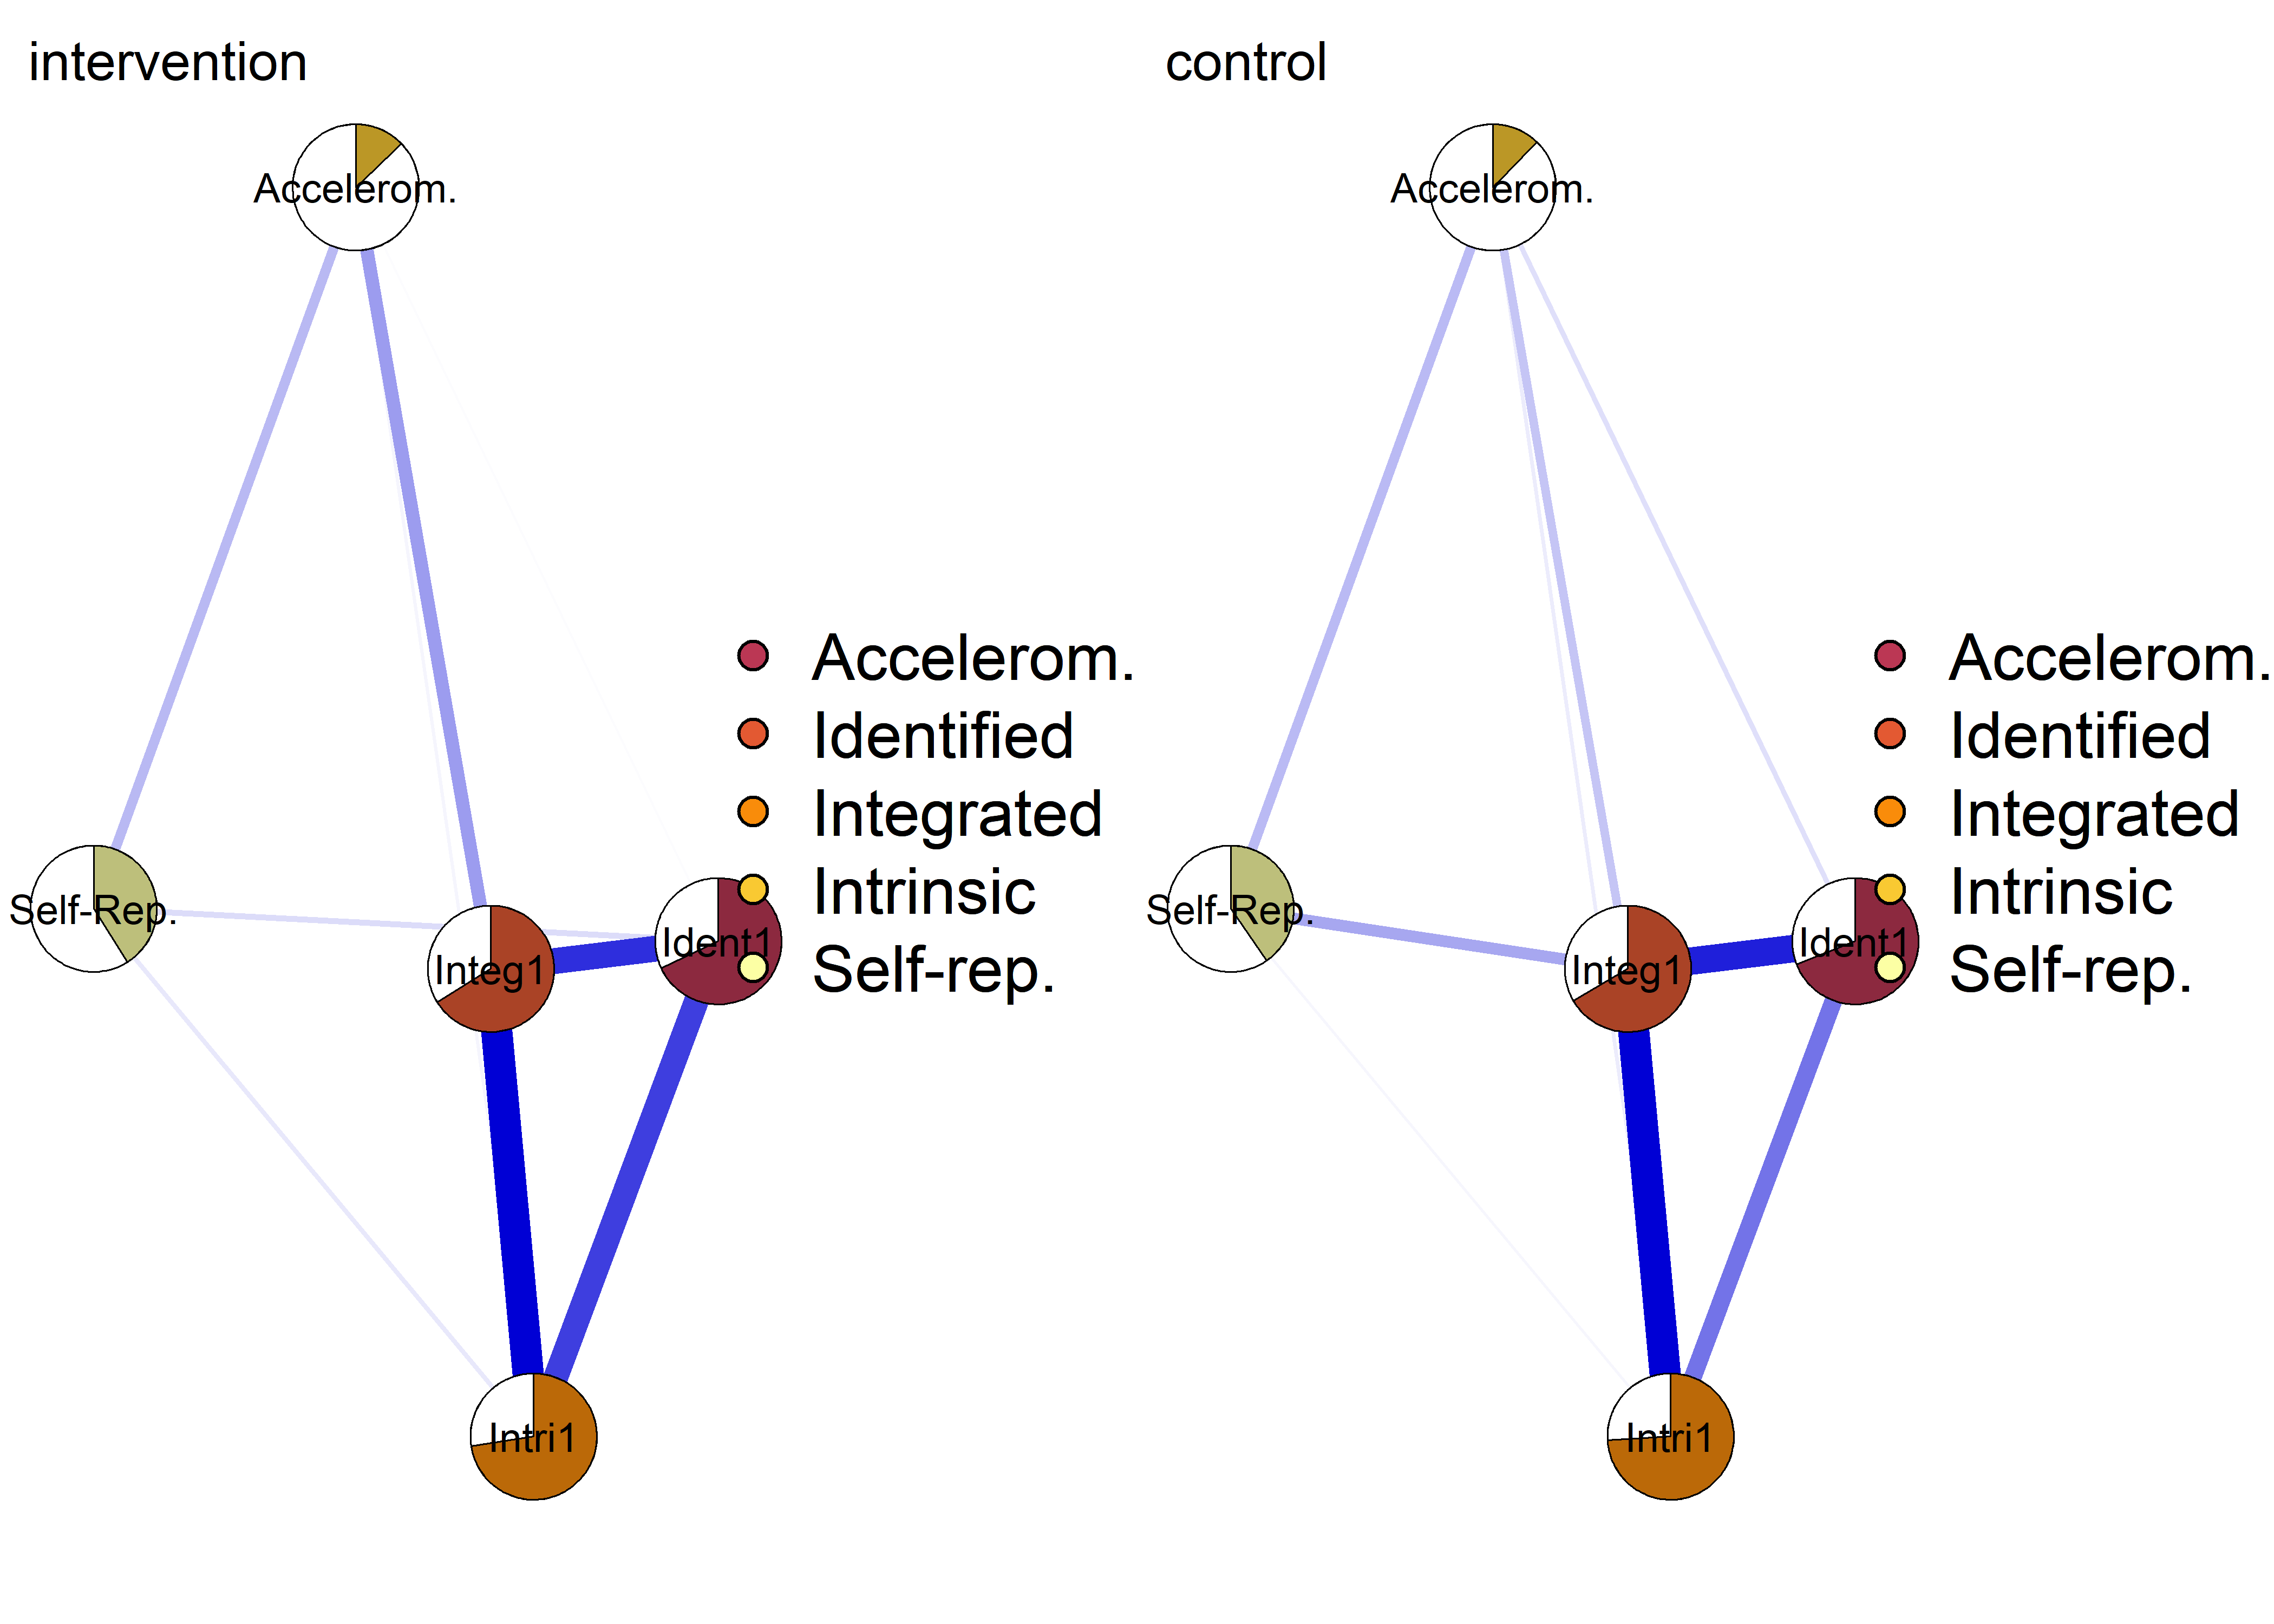 intervention
Accelerom.
Self-Rep.
Integ1
Ident1
Intri1
Accelerom.
Identified
Integrated
Intrinsic
Self-rep.
control
Accelerom.
Self-Rep.
Integ1
Ident1
Intri1
Accelerom.
Identified
Integrated
Intrinsic
Self-rep.